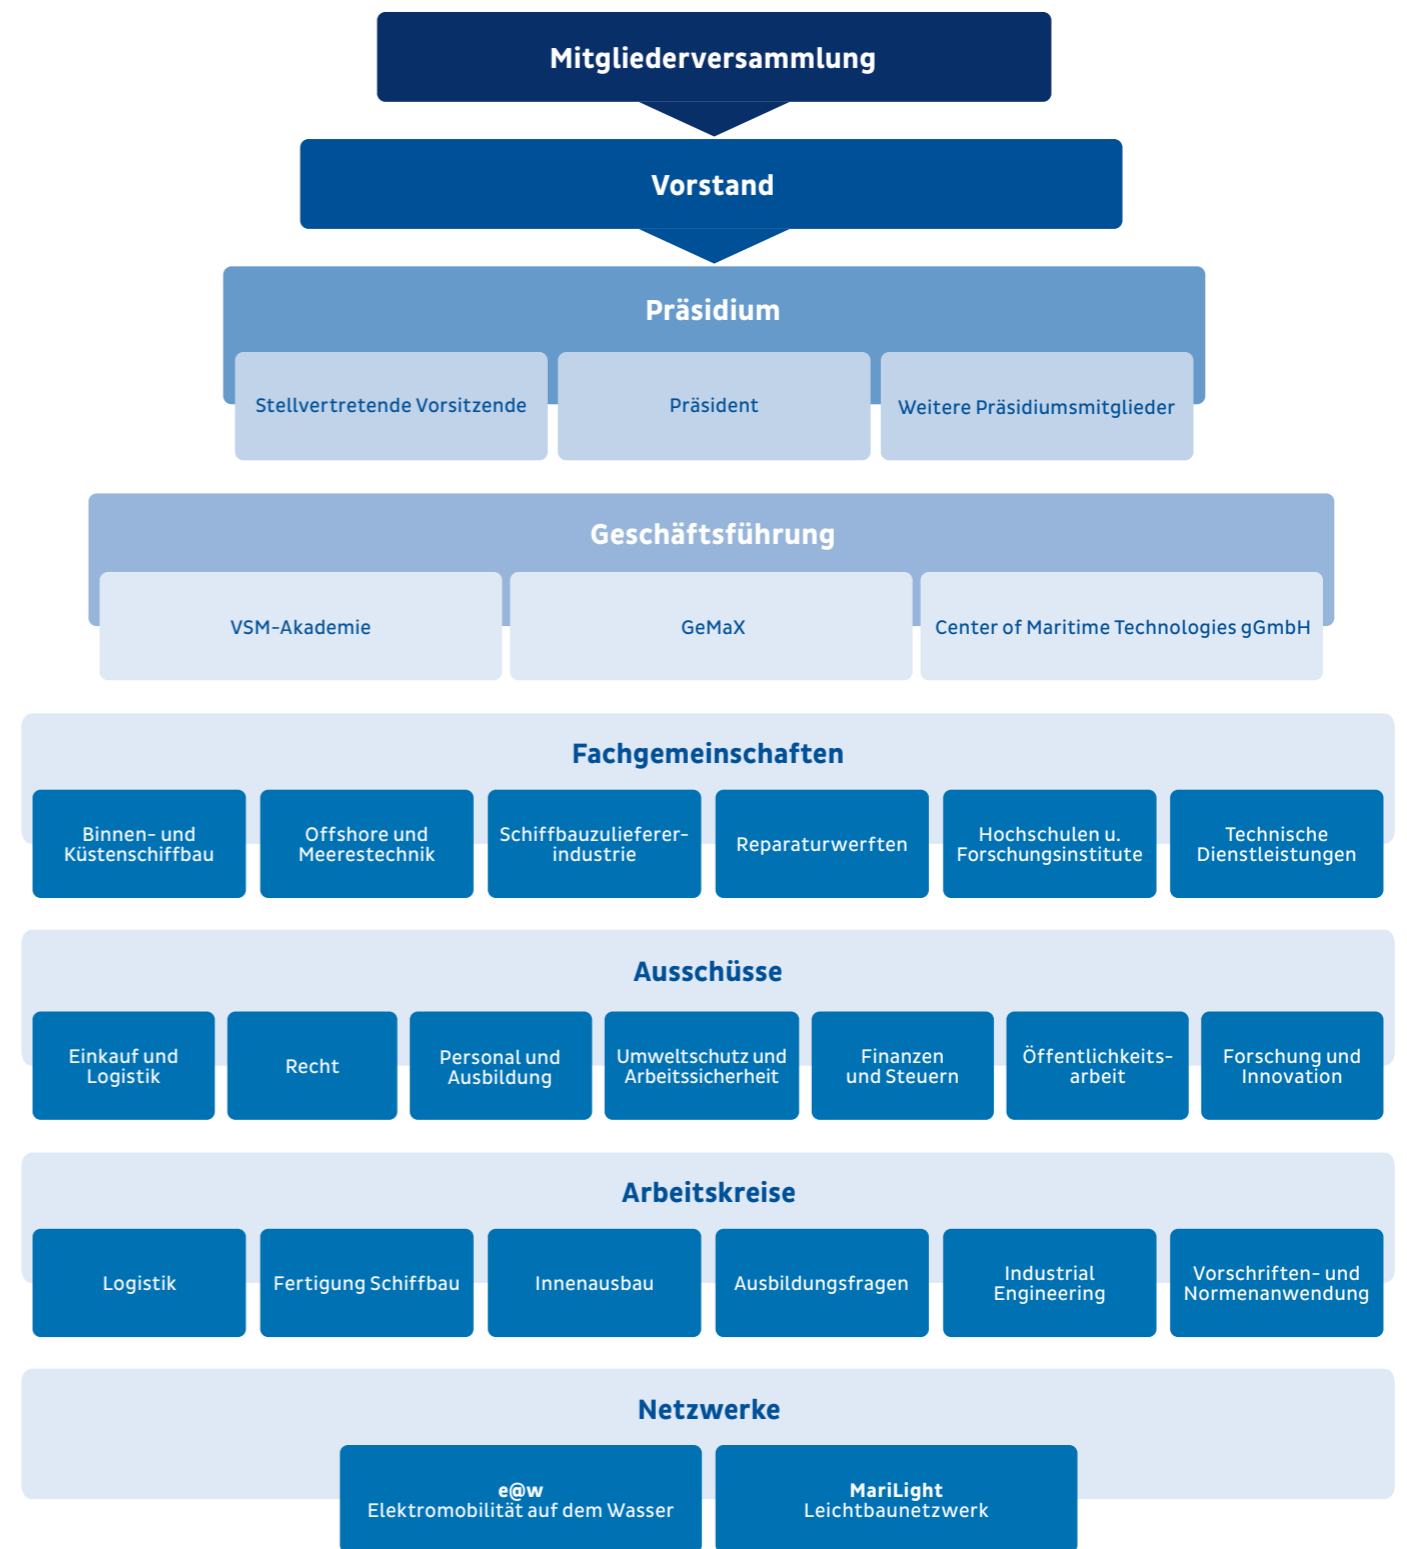 Mitgliederversammlung
Vorstand
Präsidium
Stellvertretende Vorsitzende
Präsident
Weitere Präsidiumsmitglieder
Geschäftsführung
VSM-Akademie
GeMaX
Center of Maritime Technologies gGmbH
Fachgemeinschaften
Binnen- und
Küstenschiffbau
Offshore und
Meerestechnik
Schiffbauzulieferer-
industrie
Reparaturwerften
Hochschulen u.
Forschungsinstitute
Technische
Dienstleistungen
Ausschüsse
Einkauf und
Logistik
Recht
Personal und
Ausbildung
Umweltschutz und
Arbeitssicherheit
Finanzen
und Steuern
Öffentlichkeits-
arbeit
Forschung und
Innovation
Arbeitskreise
Logistik
Fertigung Schiffbau
Innenausbau
Ausbildungsfragen
Industrial
Engineering
Vorschriften- und
Normenanwendung
Netzwerke
e@w
Elektromobilität auf dem Wasser
MariLight
Leichtbaunetzwerk